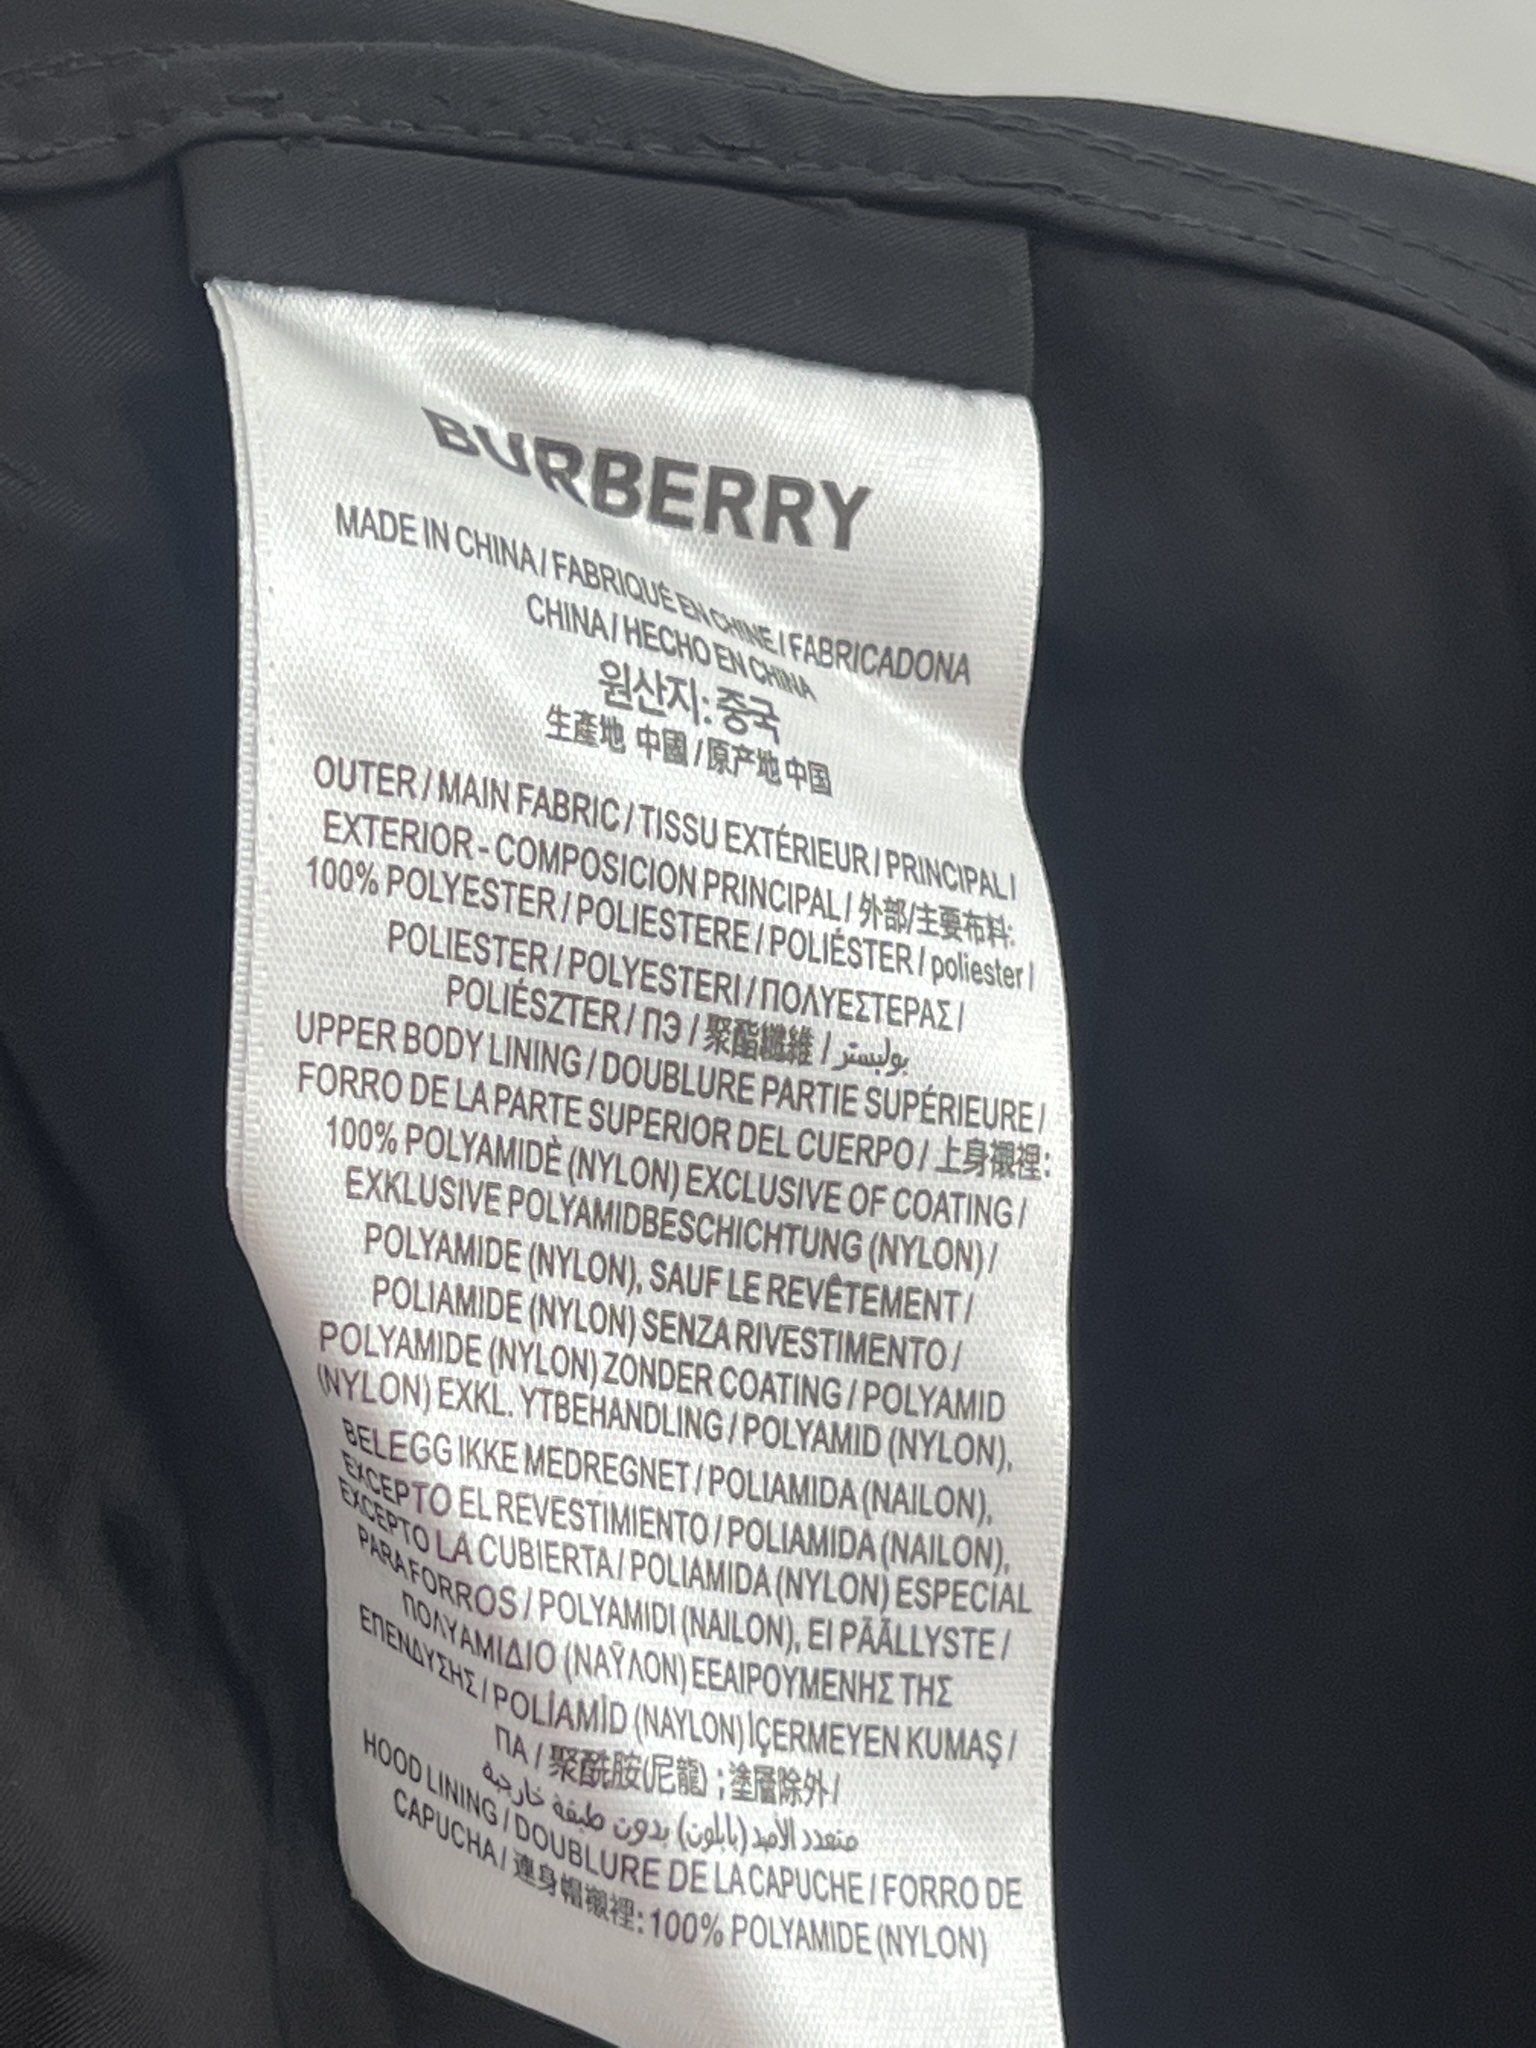 BURBERRY
MADE IN CHINA / FABRIQUÉ EN CHINE / FABRICADONA
CHINA / HECHO EN CHINA
원산지: 중국
生產地 中國 / 原产地 中国
OUTER / MAIN FABRIC / TISSU EXTÉRIEUR / PRINCIPAL /
EXTERIOR - COMPOSICION PRINCIPAL / 外部/主要布料:
100% POLYESTER / POLIESTERE / POLIÉSTER / poliester /
POLIESTER / POLYESTERI / ΠΟΛΥΕΣΤΕΡΑΣ /
POLIÉSZTER / ПЭ / 聚酯纖維 / بوليستر
UPPER BODY LINING / DOUBLURE PARTIE SUPÉRIEURE /
FORRO DE LA PARTE SUPERIOR DEL CUERPO / 上身襯裡:
100% POLYAMIDÈ (NYLON) EXCLUSIVE OF COATING /
EXKLUSIVE POLYAMIDBESCHICHTUNG (NYLON) /
POLYAMIDE (NYLON), SAUF LE REVÊTEMENT /
POLIAMIDE (NYLON) SENZA RIVESTIMENTO /
POLYAMIDE (NYLON) ZONDER COATING / POLYAMID
(NYLON) EXKL. YTBEHANDLING / POLYAMID (NYLON),
BELEGG IKKE MEDREGNET / POLIAMIDA (NAILON),
EXCEPTO EL REVESTIMIENTO / POLIAMIDA (NAILON),
EXCEPTO LA CUBIERTA / POLIAMIDA (NYLON) ESPECIAL
PARA FORROS / POLYAMIDI (NAILON), EI PÄÄLLYSTE /
ΠΟΛΥΑΜΙΔΙΟ (ΝΑΫΛΟΝ) ΕΕΑΙΡΟΥΜΕΝΗΣ ΤΗΣ
ΕΠΕΝΔΥΣΗΣ / POLİAMİD (NAYLON) İÇERMEYEN KUMAŞ /
ПА / 聚酰胺(尼龍) ; 塗層除外 /
متعدد الاميد (نايلون) بدون طبقة خارجية
HOOD LINING / DOUBLURE DE LA CAPUCHE / FORRO DE
CAPUCHA / 連身帽襯裡: 100% POLYAMIDE (NYLON)